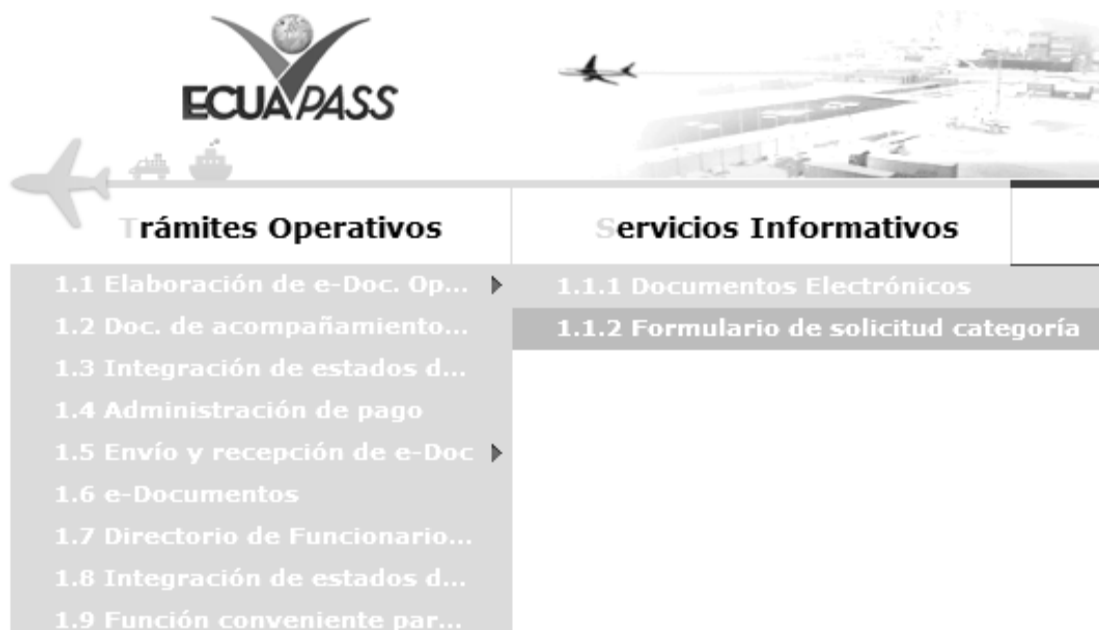 ECUAPASS
Trámites Operativos
Servicios Informativos
1.1 Elaboración de e-Doc. Op...
1.1.1 Documentos Electrónicos
1.2 Doc. de acompañamiento...
1.1.2 Formulario de solicitud categoría
1.3 Integración de estados d...
1.4 Administración de pago
1.5 Envío y recepción de e-Doc
1.6 e-Documentos
1.7 Directorio de Funcionario...
1.8 Integración de estados d...
1.9 Función conveniente par...